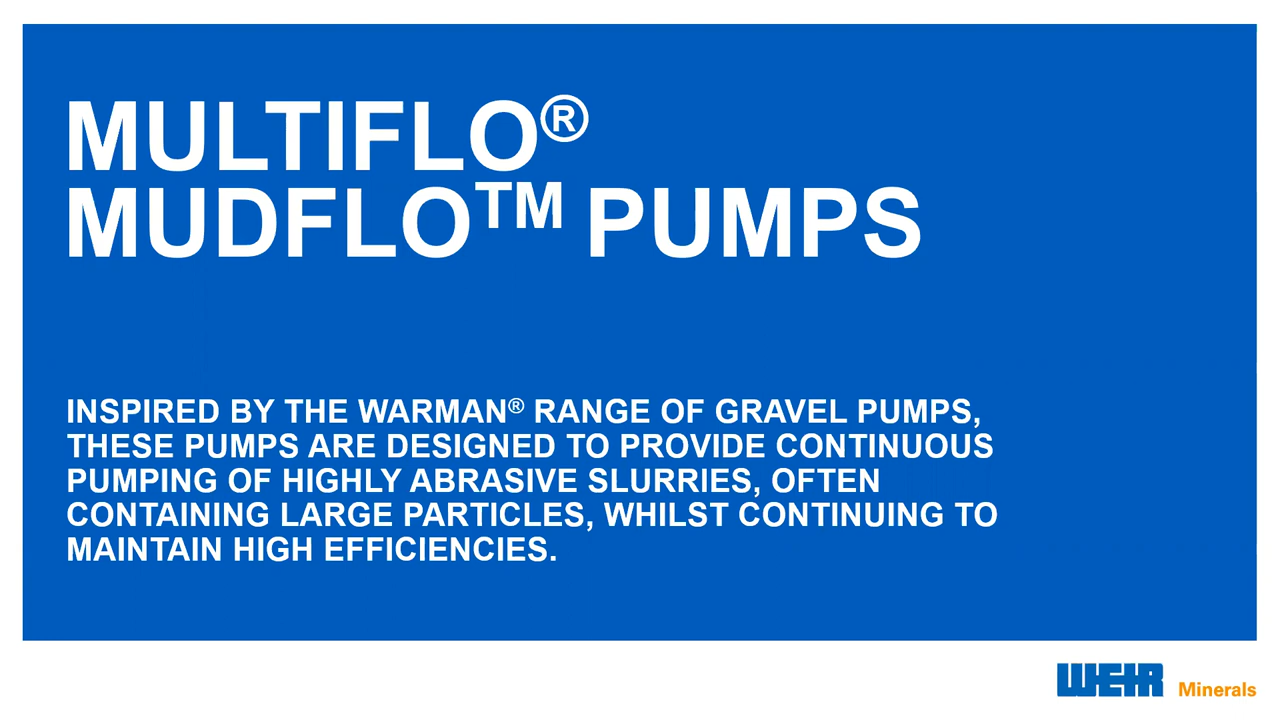 MULTIFLO®
MUDFLO™ PUMPS
INSPIRED BY THE WARMAN® RANGE OF GRAVEL PUMPS,
THESE PUMPS ARE DESIGNED TO PROVIDE CONTINUOUS
PUMPING OF HIGHLY ABRASIVE SLURRIES, OFTEN
CONTAINING LARGE PARTICLES, WHILST CONTINUING TO
MAINTAIN HIGH EFFICIENCIES.
WEIR Minerals